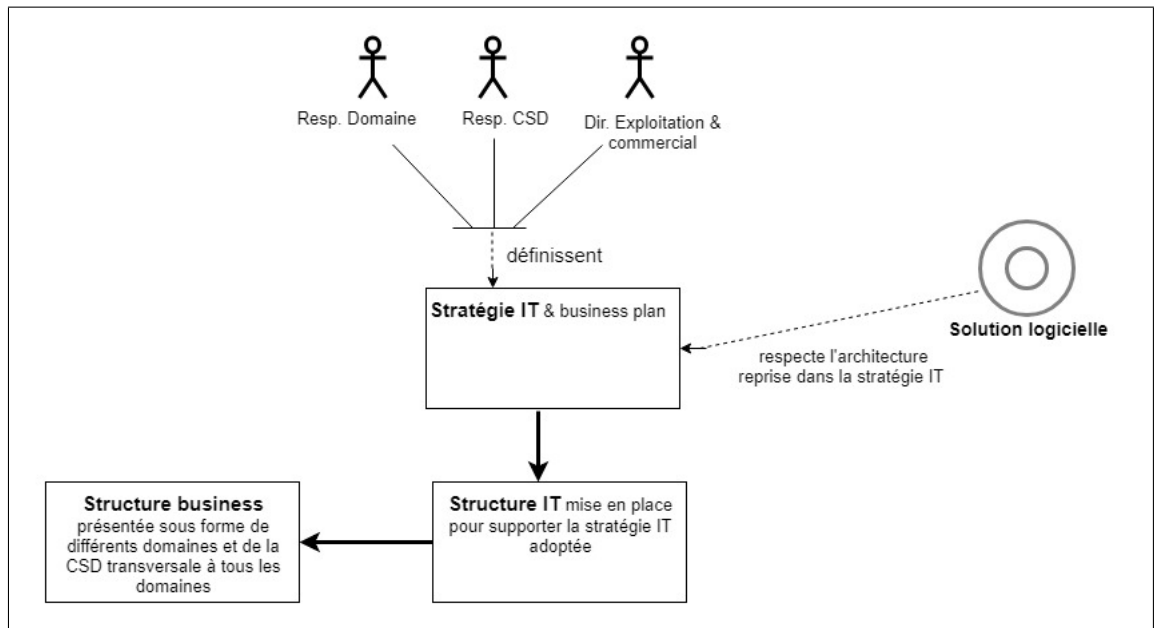 Resp. Domaine
Resp. CSD
Dir. Exploitation &
commercial
définissent
Stratégie IT & business plan
Solution logicielle
respecte l'architecture
reprise dans la stratégie IT
Structure business
présentée sous forme de
différents domaines et de la
CSD transversale à tous les
domaines
Structure IT mise en place
pour supporter la stratégie IT
adoptée